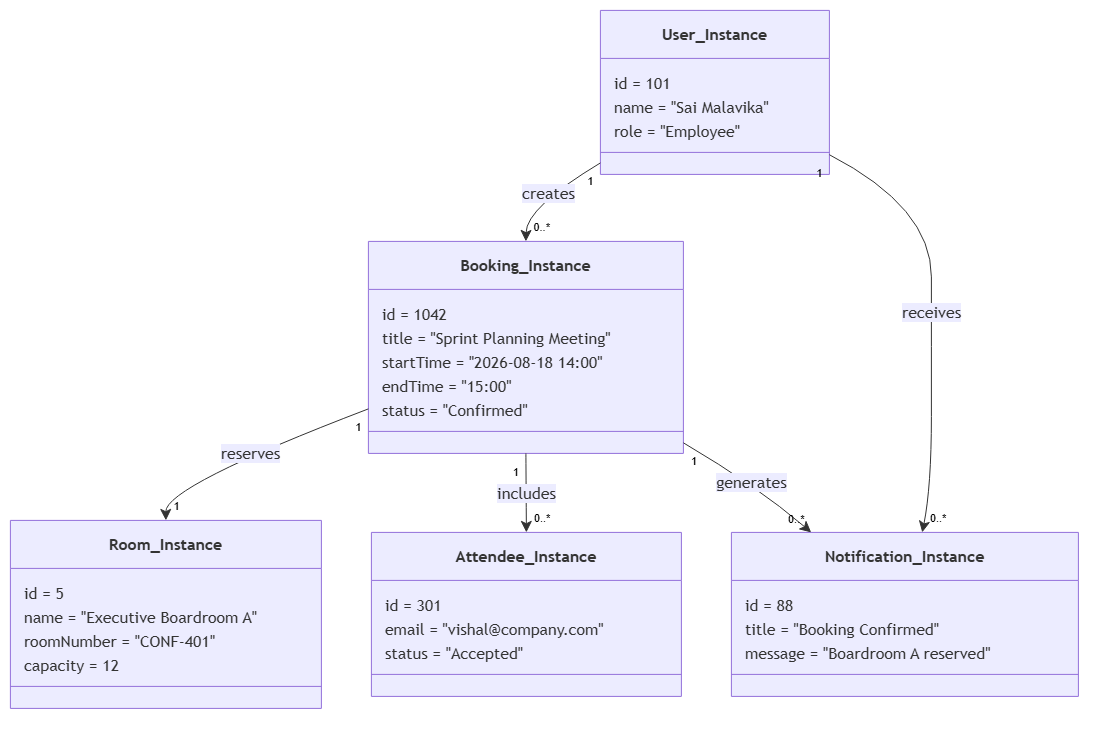 User_Instance
id = 101
name = "Sai Malavika"
role = "Employee"
1
1
creates
0..*
Booking_Instance
id = 1042
title = "Sprint Planning Meeting"
startTime = "2026-08-18 14:00"
endTime = "15:00"
status = "Confirmed"
receives
1
reserves
1
1
includes
0..*
1
generates
0..*
0..*
Room_Instance
id = 5
name = "Executive Boardroom A"
roomNumber = "CONF-401"
capacity = 12
Attendee_Instance
id = 301
email = "vishal@company.com"
status = "Accepted"
Notification_Instance
id = 88
title = "Booking Confirmed"
message = "Boardroom A reserved"